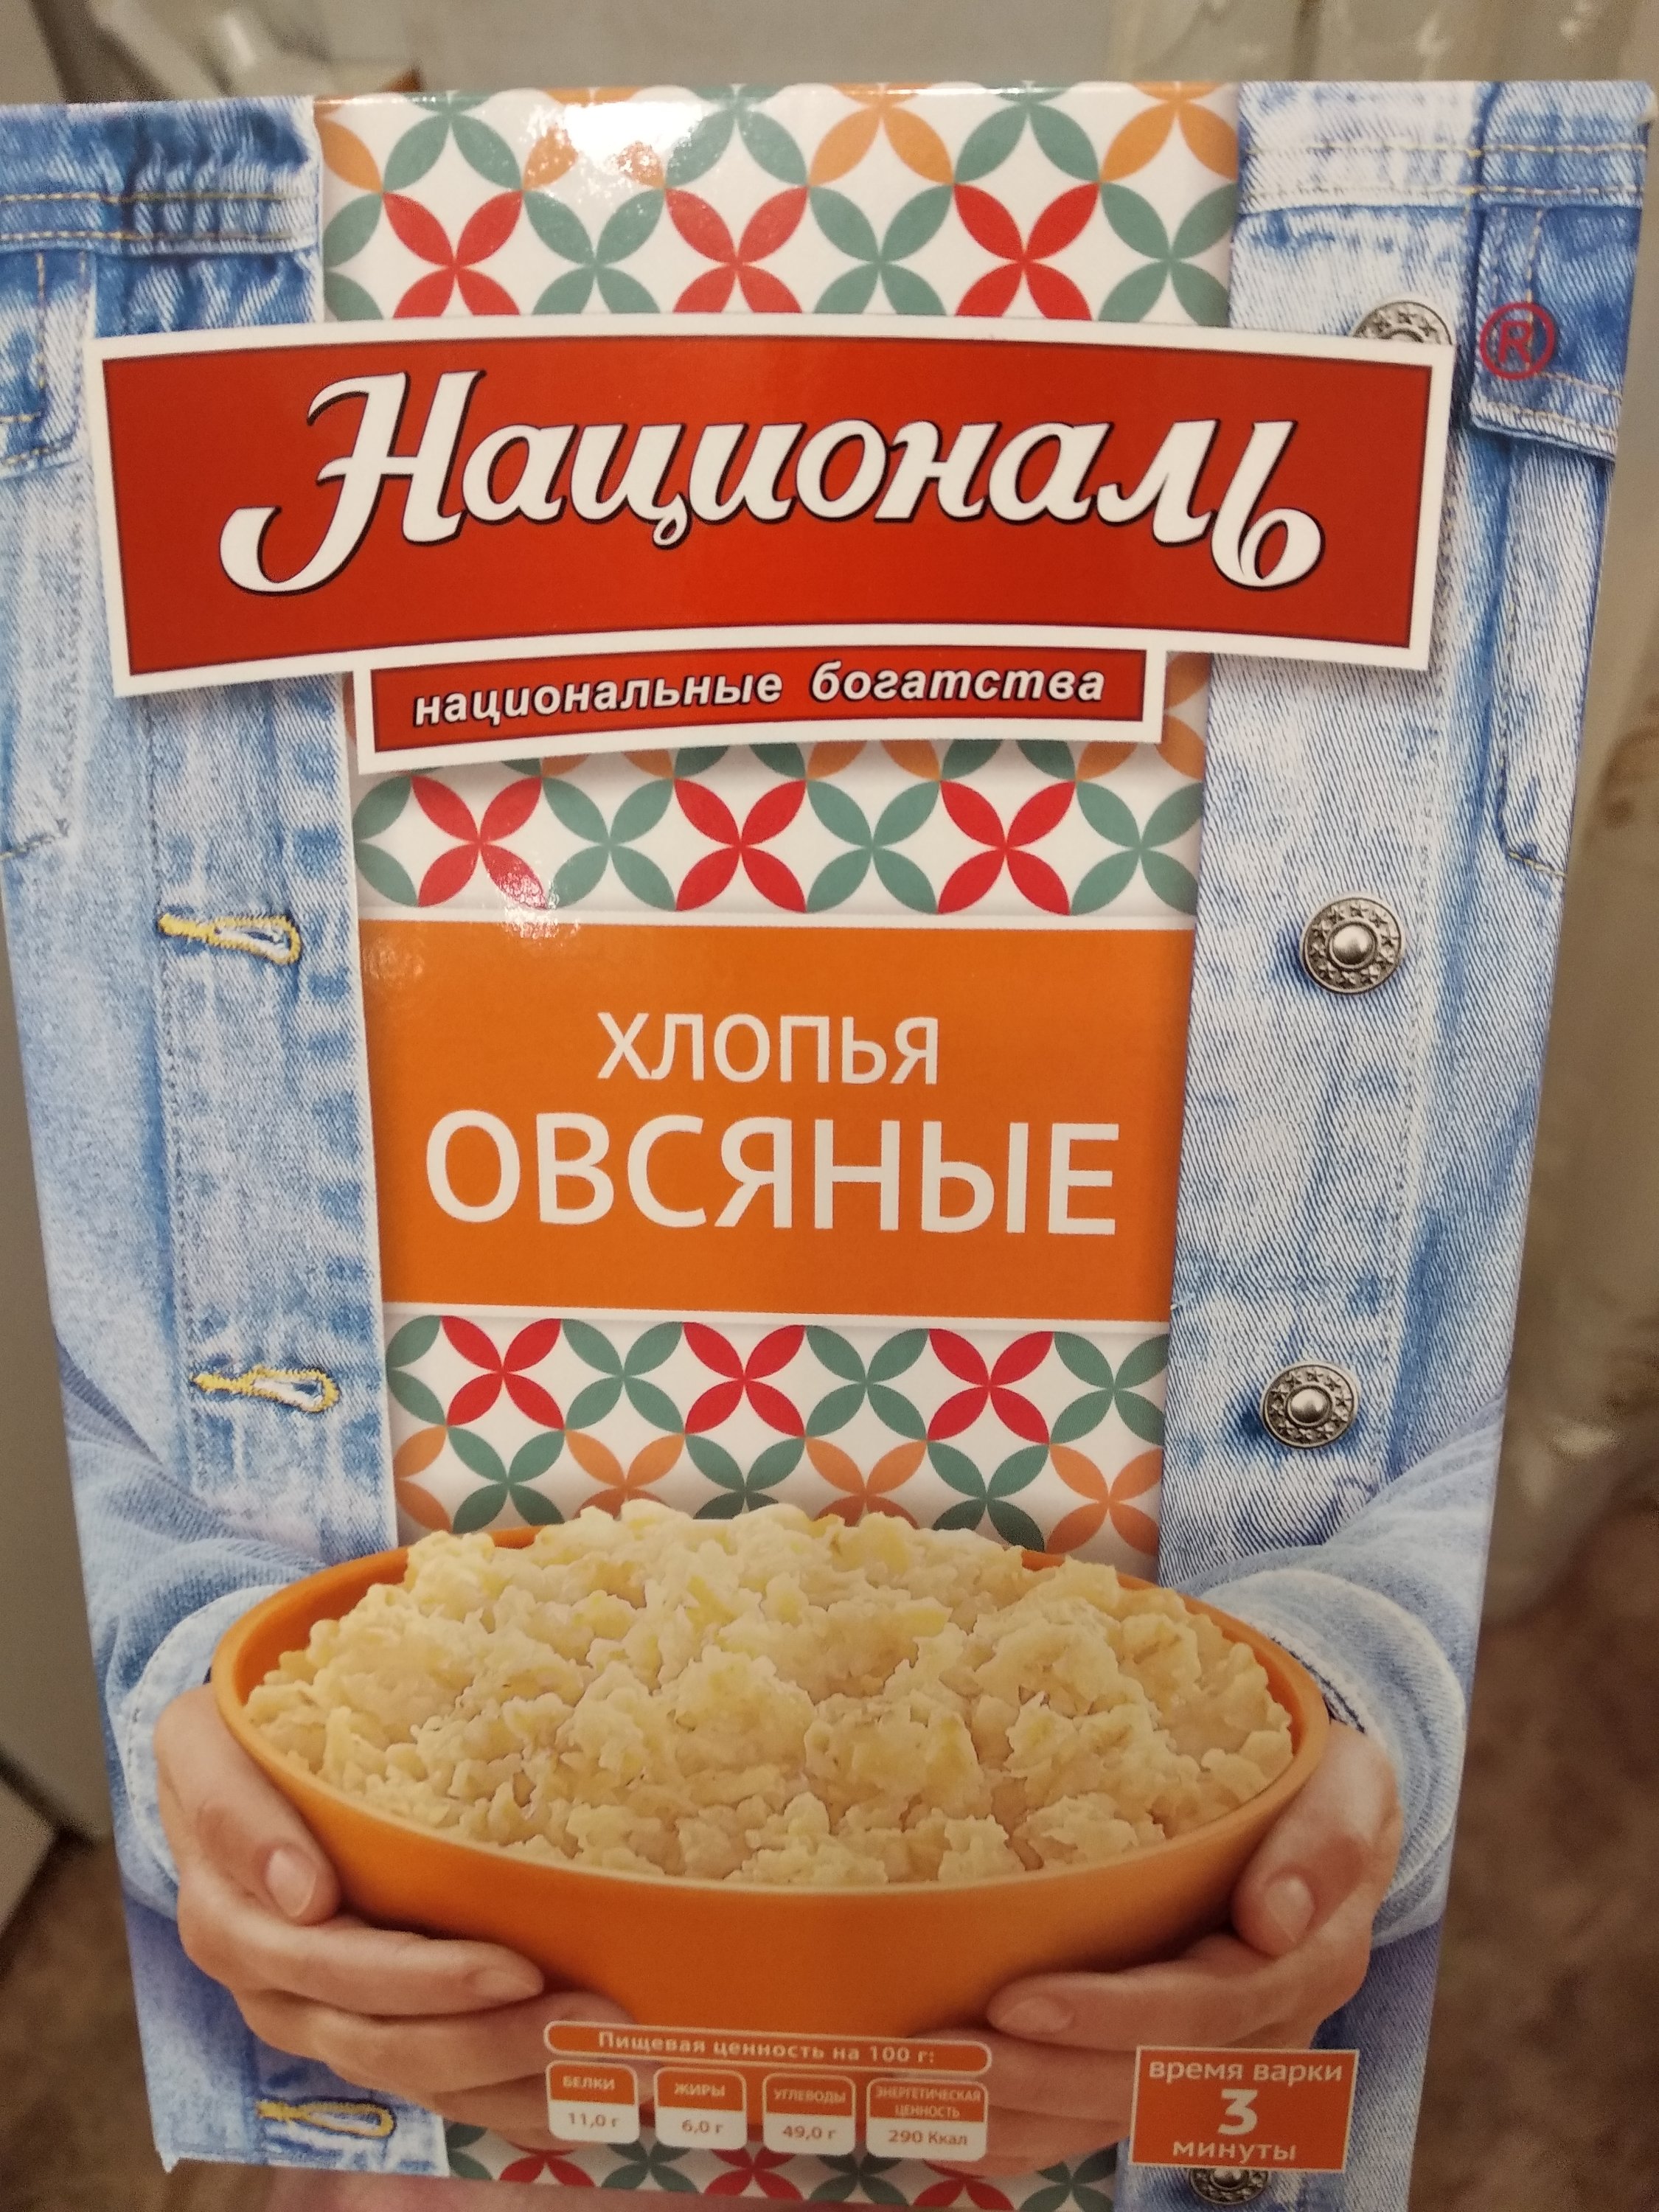 Националь
®
национальные богатства
ХЛОПЬЯ
ОВСЯНЫЕ
Пищевая ценность на 100 г:
БЕЛКИ
11,0 г
ЖИРЫ
6,0 г
УГЛЕВОДЫ
49,0 г
ЭНЕРГЕТИЧЕСКАЯ
ЦЕННОСТЬ
290 Ккал
время варки
3
минуты